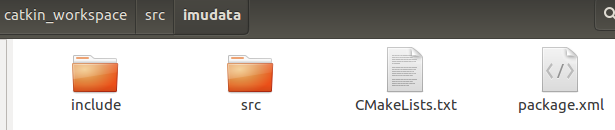 catkin_workspace src imudata
include src CMakeLists.txt package.xml